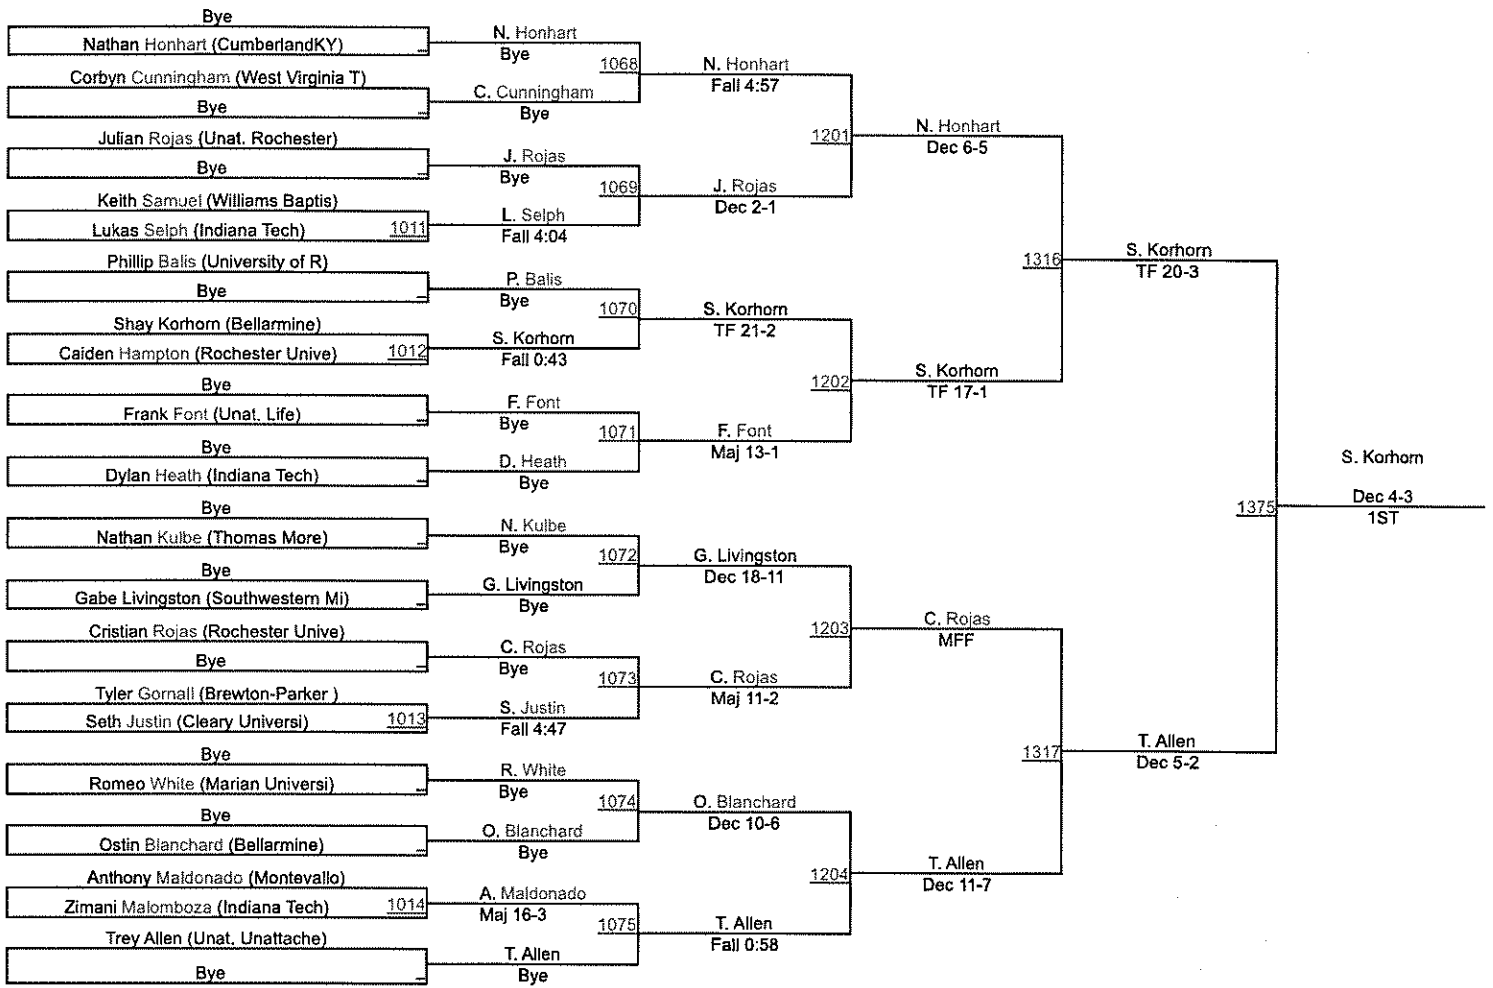 Bye
Nathan Honhart (CumberlandKY)
Corbyn Cunningham (West Virginia T)
Bye
Julian Rojas (Unat. Rochester)
Bye
Keith Samuel (Williams Baptis)
Lukas Selph (Indiana Tech) 1011
Phillip Balis (University of R)
Bye
Shay Korhorn (Bellarmine)
Caiden Hampton (Rochester Unive) 1012
Bye
Frank Font (Unat. Life)
Bye
Dylan Heath (Indiana Tech)
Bye
Nathan Kulbe (Thomas More)
Bye
Gabe Livingston (Southwestern Mi)
Cristian Rojas (Rochester Unive)
Bye
Tyler Gornall (Brewton-Parker )
Seth Justin (Cleary Universi) 1013
Bye
Romeo White (Marian Universi)
Bye
Ostin Blanchard (Bellarmine)
Anthony Maldonado (Montevallo)
Zimani Malomboza (Indiana Tech) 1014
Trey Allen (Unat. Unattache)
Bye
N. Honhart
Bye
1068
C. Cunningham
Bye
J. Rojas
Bye
1069
L. Selph
Fall 4:04
P. Balis
Bye
1070
S. Korhorn
Fall 0:43
F. Font
Bye
1071
D. Heath
Bye
N. Kulbe
Bye
1072
G. Livingston
Bye
C. Rojas
Bye
1073
S. Justin
Fall 4:47
R. White
Bye
1074
O. Blanchard
Bye
A. Maldonado
Maj 16-3
1075
T. Allen
Bye
N. Honhart
Fall 4:57
1201
J. Rojas
Dec 2-1
S. Korhorn
TF 21-2
1202
F. Font
Maj 13-1
G. Livingston
Dec 18-11
1203
C. Rojas
Maj 11-2
O. Blanchard
Dec 10-6
1204
T. Allen
Fall 0:58
N. Honhart
Dec 6-5
1316
S. Korhorn
TF 17-1
C. Rojas
MFF
1317
T. Allen
Dec 11-7
S. Korhorn
TF 20-3
1375
T. Allen
Dec 5-2
S. Korhorn
Dec 4-3
1ST